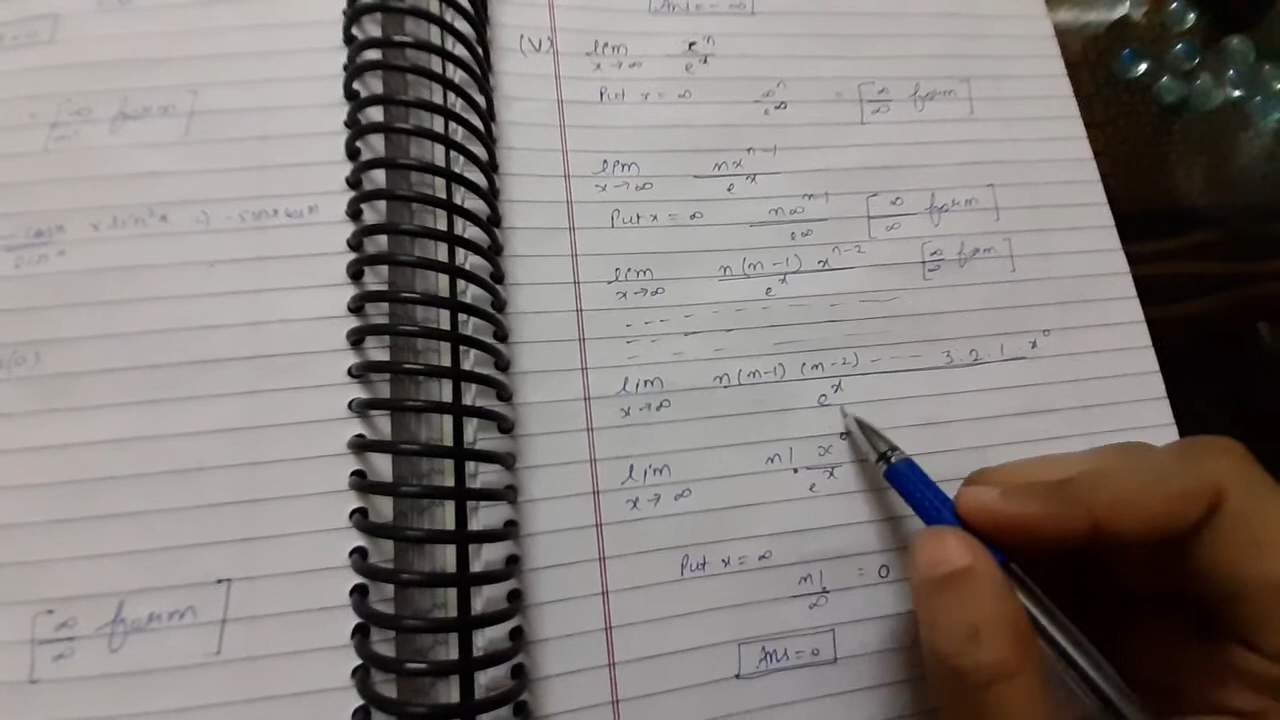 Ans = - ∞
(V) lim x→∞ x^n/e^x
Put x = ∞ ∞^n/e^∞ = [∞/∞ form]
lim x→∞ nx^(n-1)/e^x
Put x = ∞ n∞^(n-1)/e^∞ [∞/∞ form]
lim x→∞ n(n-1) x^(n-2)/e^x [∞/∞ form]
lim x→∞ n(n-1) (n-2) - - - - - 3.2.1.x^0/e^x
lim x→∞ n! . x^0/e^x
Put x = ∞
n!/∞ = 0
Ans = 0
[∞/∞ form]
[∞/∞ form]